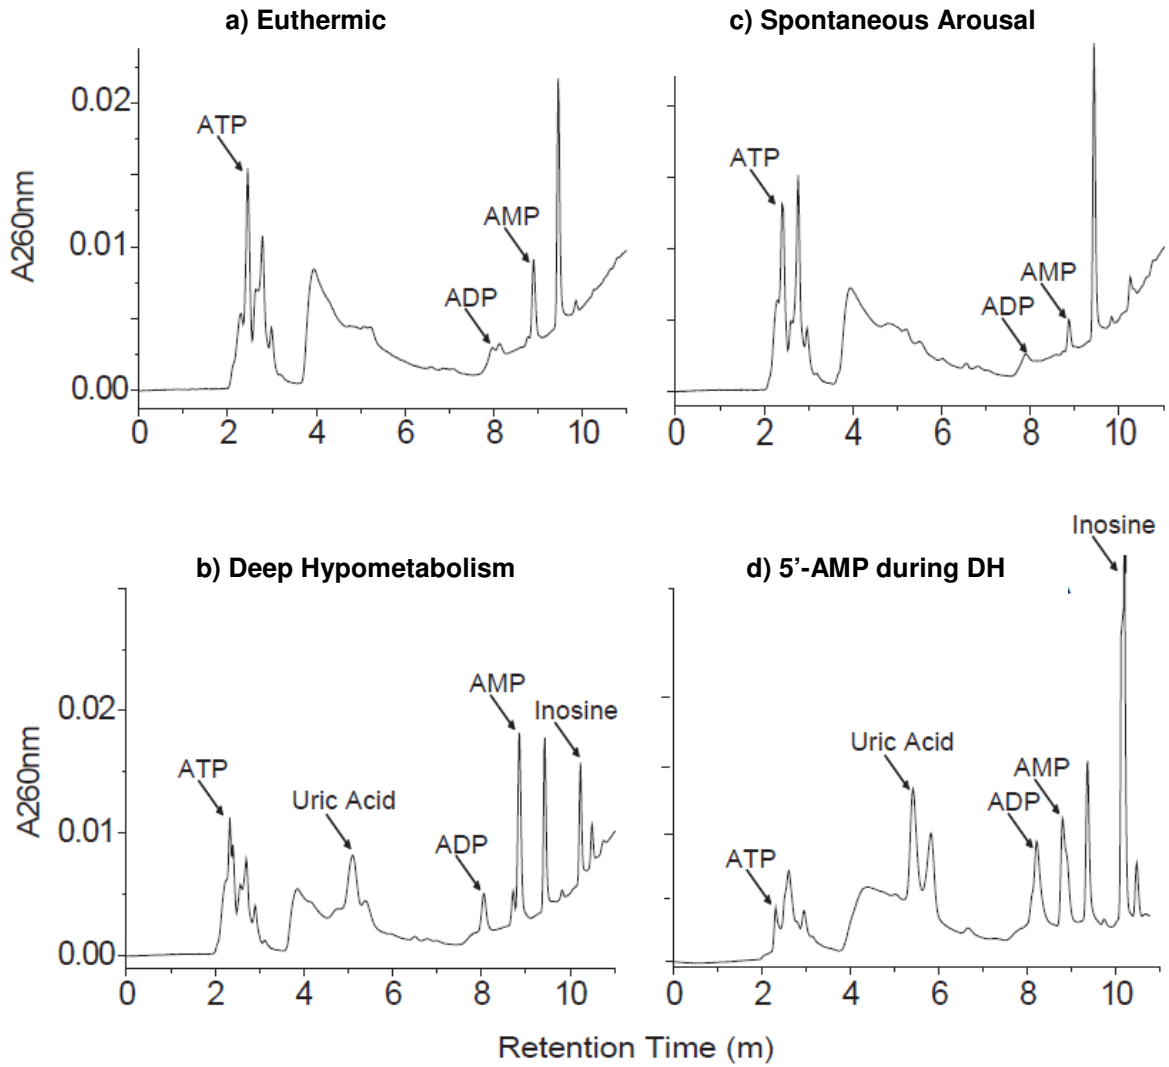 a) Euthermic
c) Spontaneous Arousal
A260nm
0.02
0.01
0.00
ATP
ADP
AMP
0 2 4 6 8 10
ATP
ADP
AMP
0 2 4 6 8 10
b) Deep Hypometabolism
d) 5’-AMP during DH
A260nm
0.02
0.01
0.00
ATP
Uric Acid
ADP
AMP
Inosine
0 2 4 6 8 10
ATP
Uric Acid
ADP
AMP
Inosine
0 2 4 6 8 10
Retention Time (m)